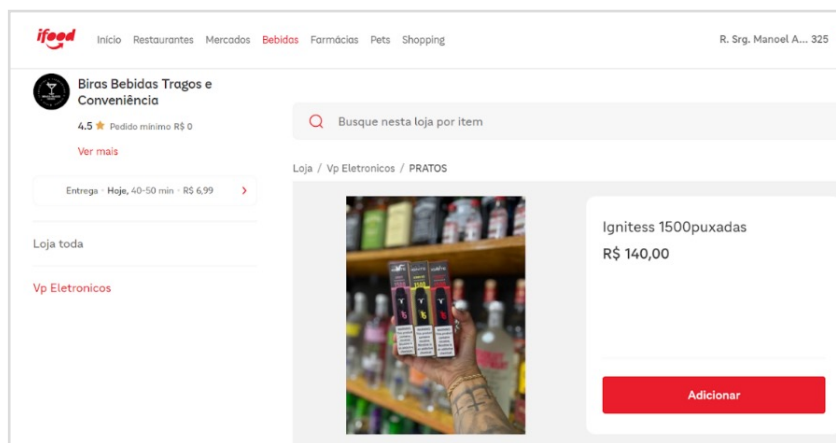 ifood
Início Restaurantes Mercados Bebidas Farmácias Pets Shopping
R. Srg. Manoel A... 325
Biras Bebidas Tragos e
Conveniência
4.5 Pedido mínimo R$ 0
Ver mais
Entrega · Hoje, 40-50 min · R$ 6,99
Loja toda
Vp Eletronicos
Busque nesta loja por item
Loja / Vp Eletronicos / PRATOS
1500
Ignitess 1500puxadas
R$ 140,00
Adicionar